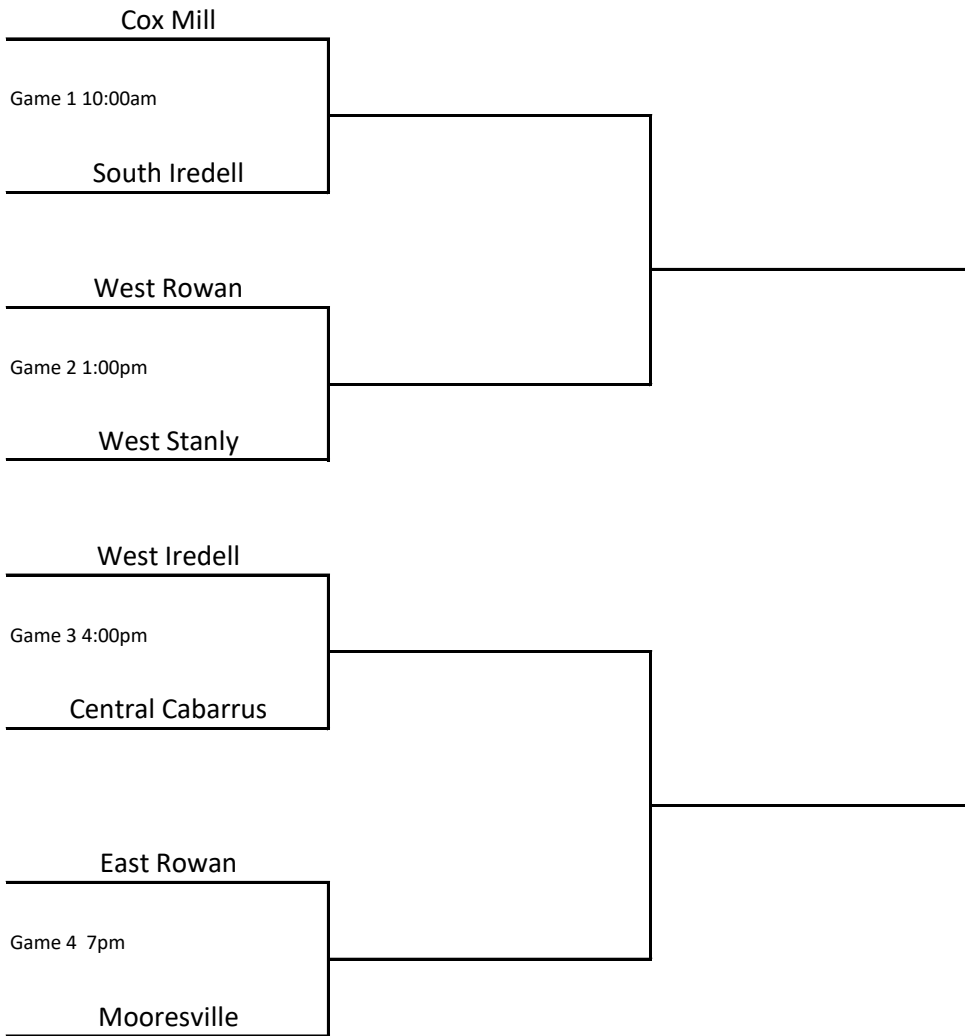 Cox Mill
Game 1 10:00am
South Iredell
West Rowan
Game 2 1:00pm
West Stanly
West Iredell
Game 3 4:00pm
Central Cabarrus
East Rowan
Game 4  7pm
Mooresville